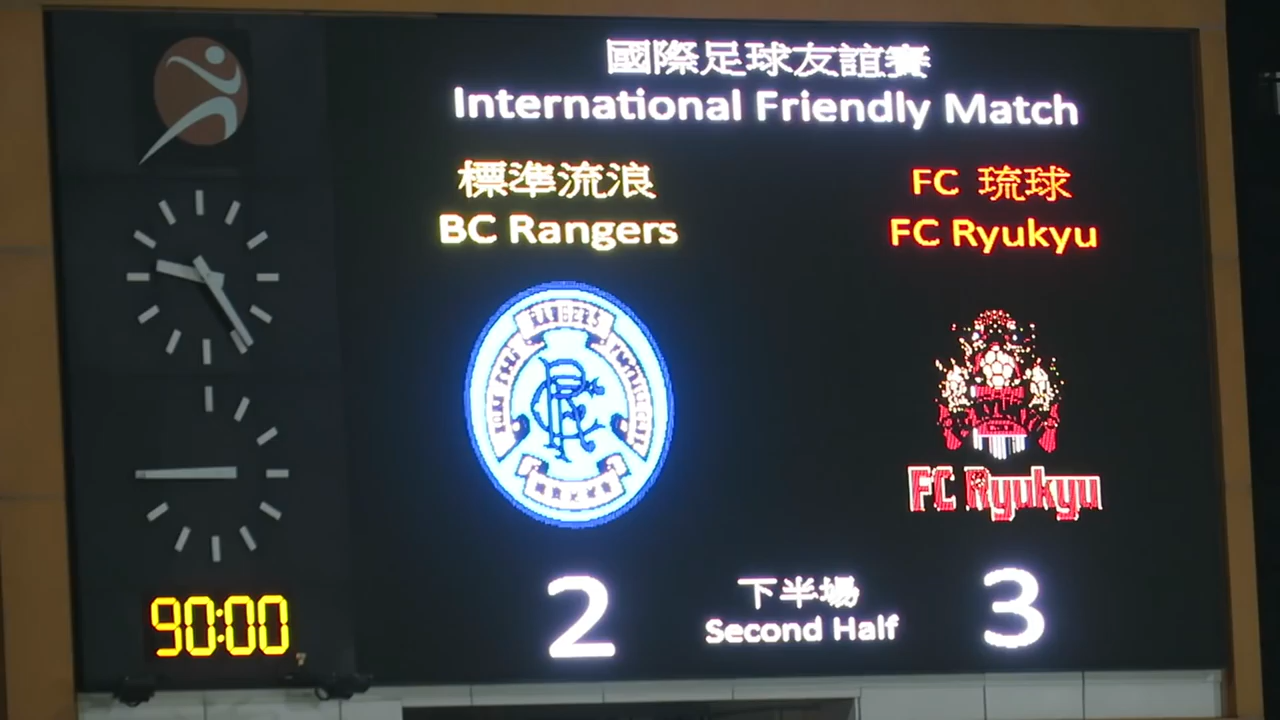 國際足球友誼賽
International Friendly Match
標準流浪
BC Rangers
FC 琉球
FC Ryukyu
FC Ryukyu
2
下半場
Second Half
3
90:00